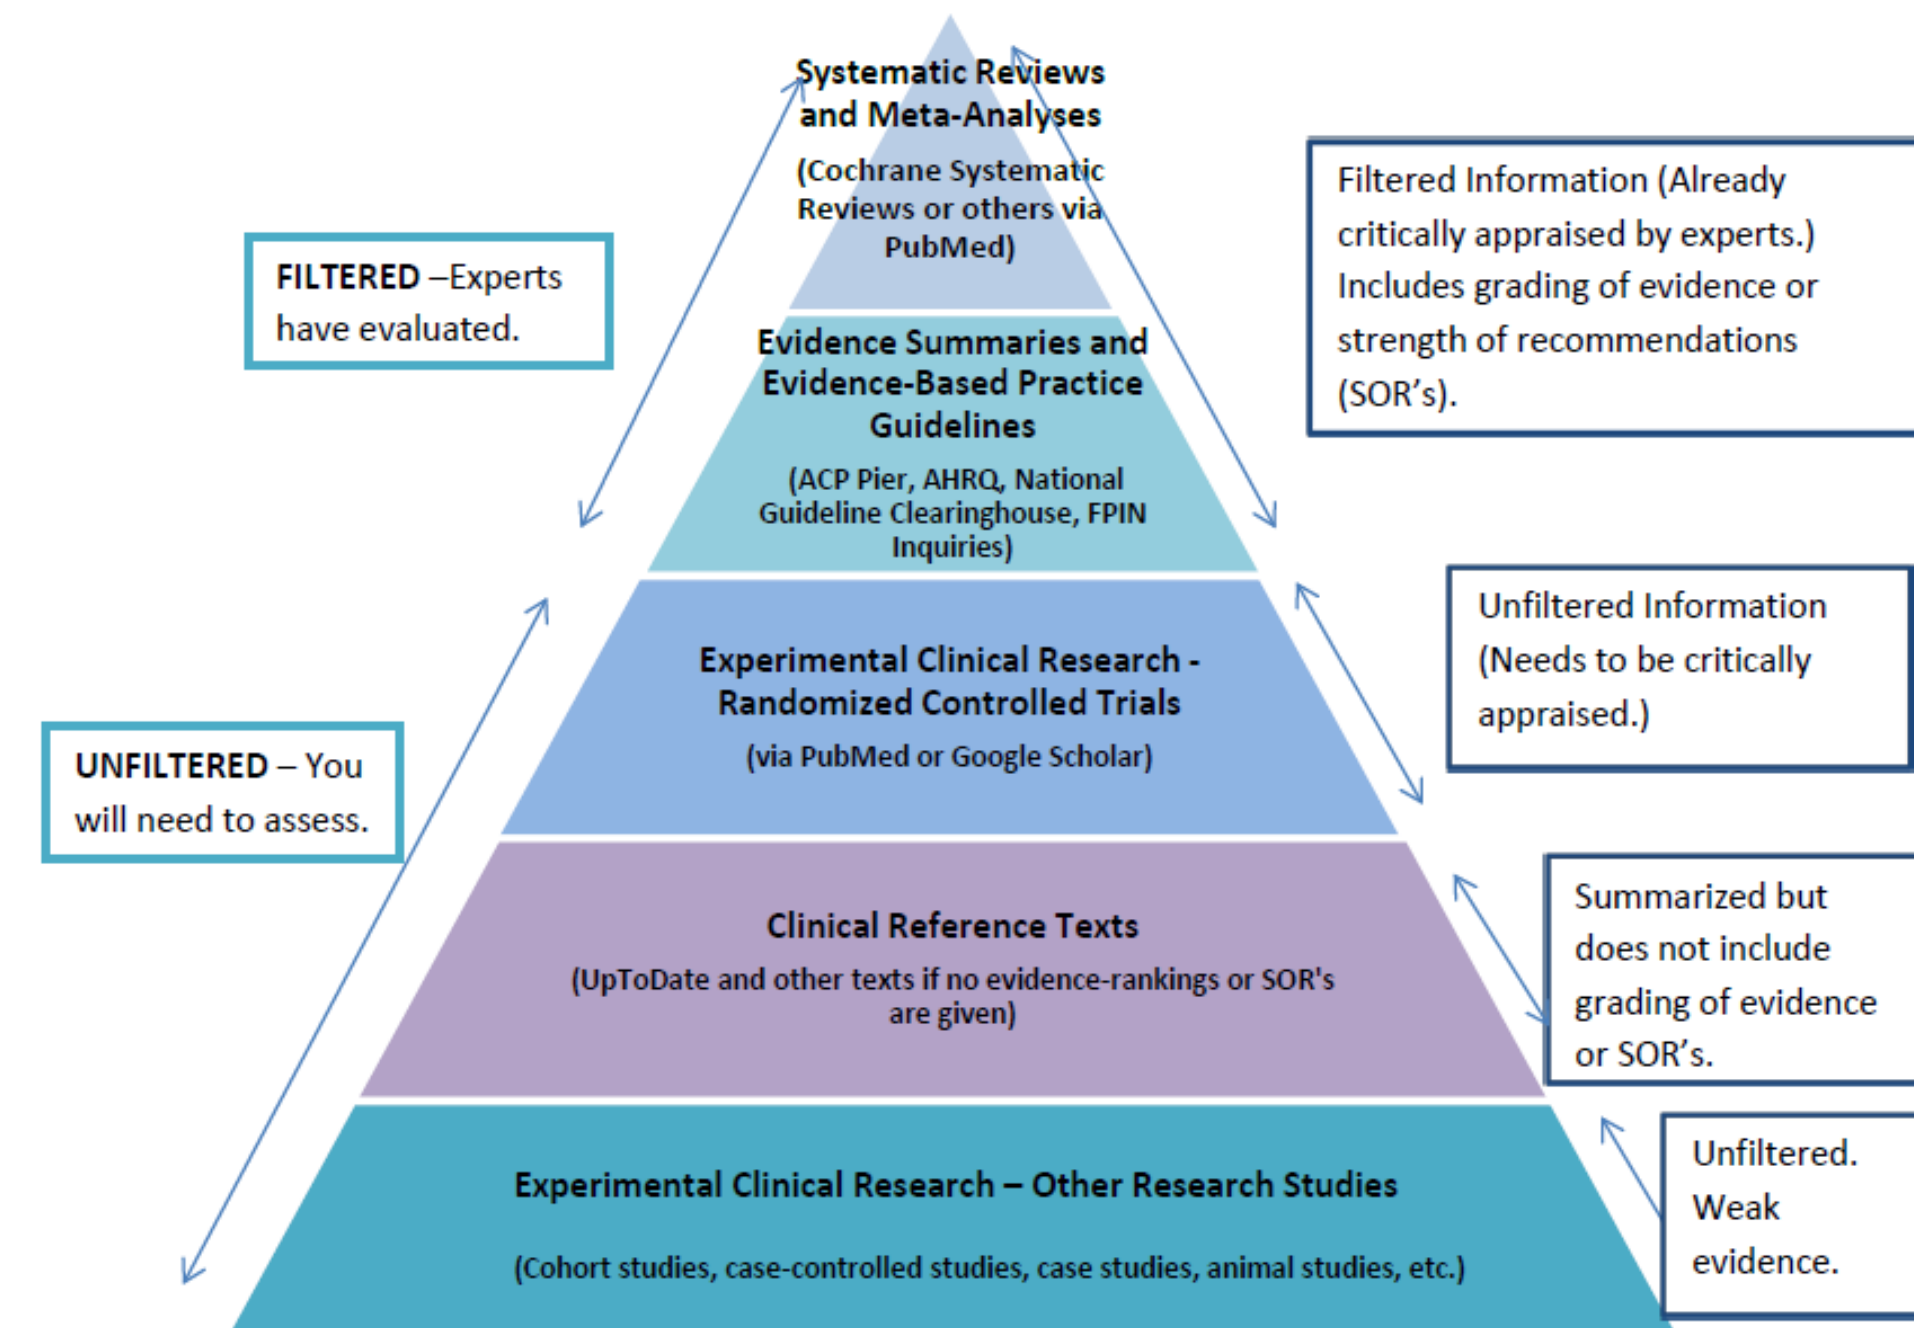 Systematic Reviews
and Meta-Analyses
(Cochrane Systematic
Reviews or others via
PubMed)
FILTERED –Experts
have evaluated.
Filtered Information (Already
critically appraised by experts.)
Includes grading of evidence or
strength of recommendations
(SOR’s).
Evidence Summaries and
Evidence-Based Practice
Guidelines
(ACP Pier, AHRQ, National
Guideline Clearinghouse, FPIN
Inquiries)
Unfiltered Information
(Needs to be critically
appraised.)
Experimental Clinical Research -
Randomized Controlled Trials
(via PubMed or Google Scholar)
UNFILTERED – You
will need to assess.
Clinical Reference Texts
(UpToDate and other texts if no evidence-rankings or SOR's
are given)
Summarized but
does not include
grading of evidence
or SOR’s.
Experimental Clinical Research – Other Research Studies
(Cohort studies, case-controlled studies, case studies, animal studies, etc.)
Unfiltered.
Weak
evidence.